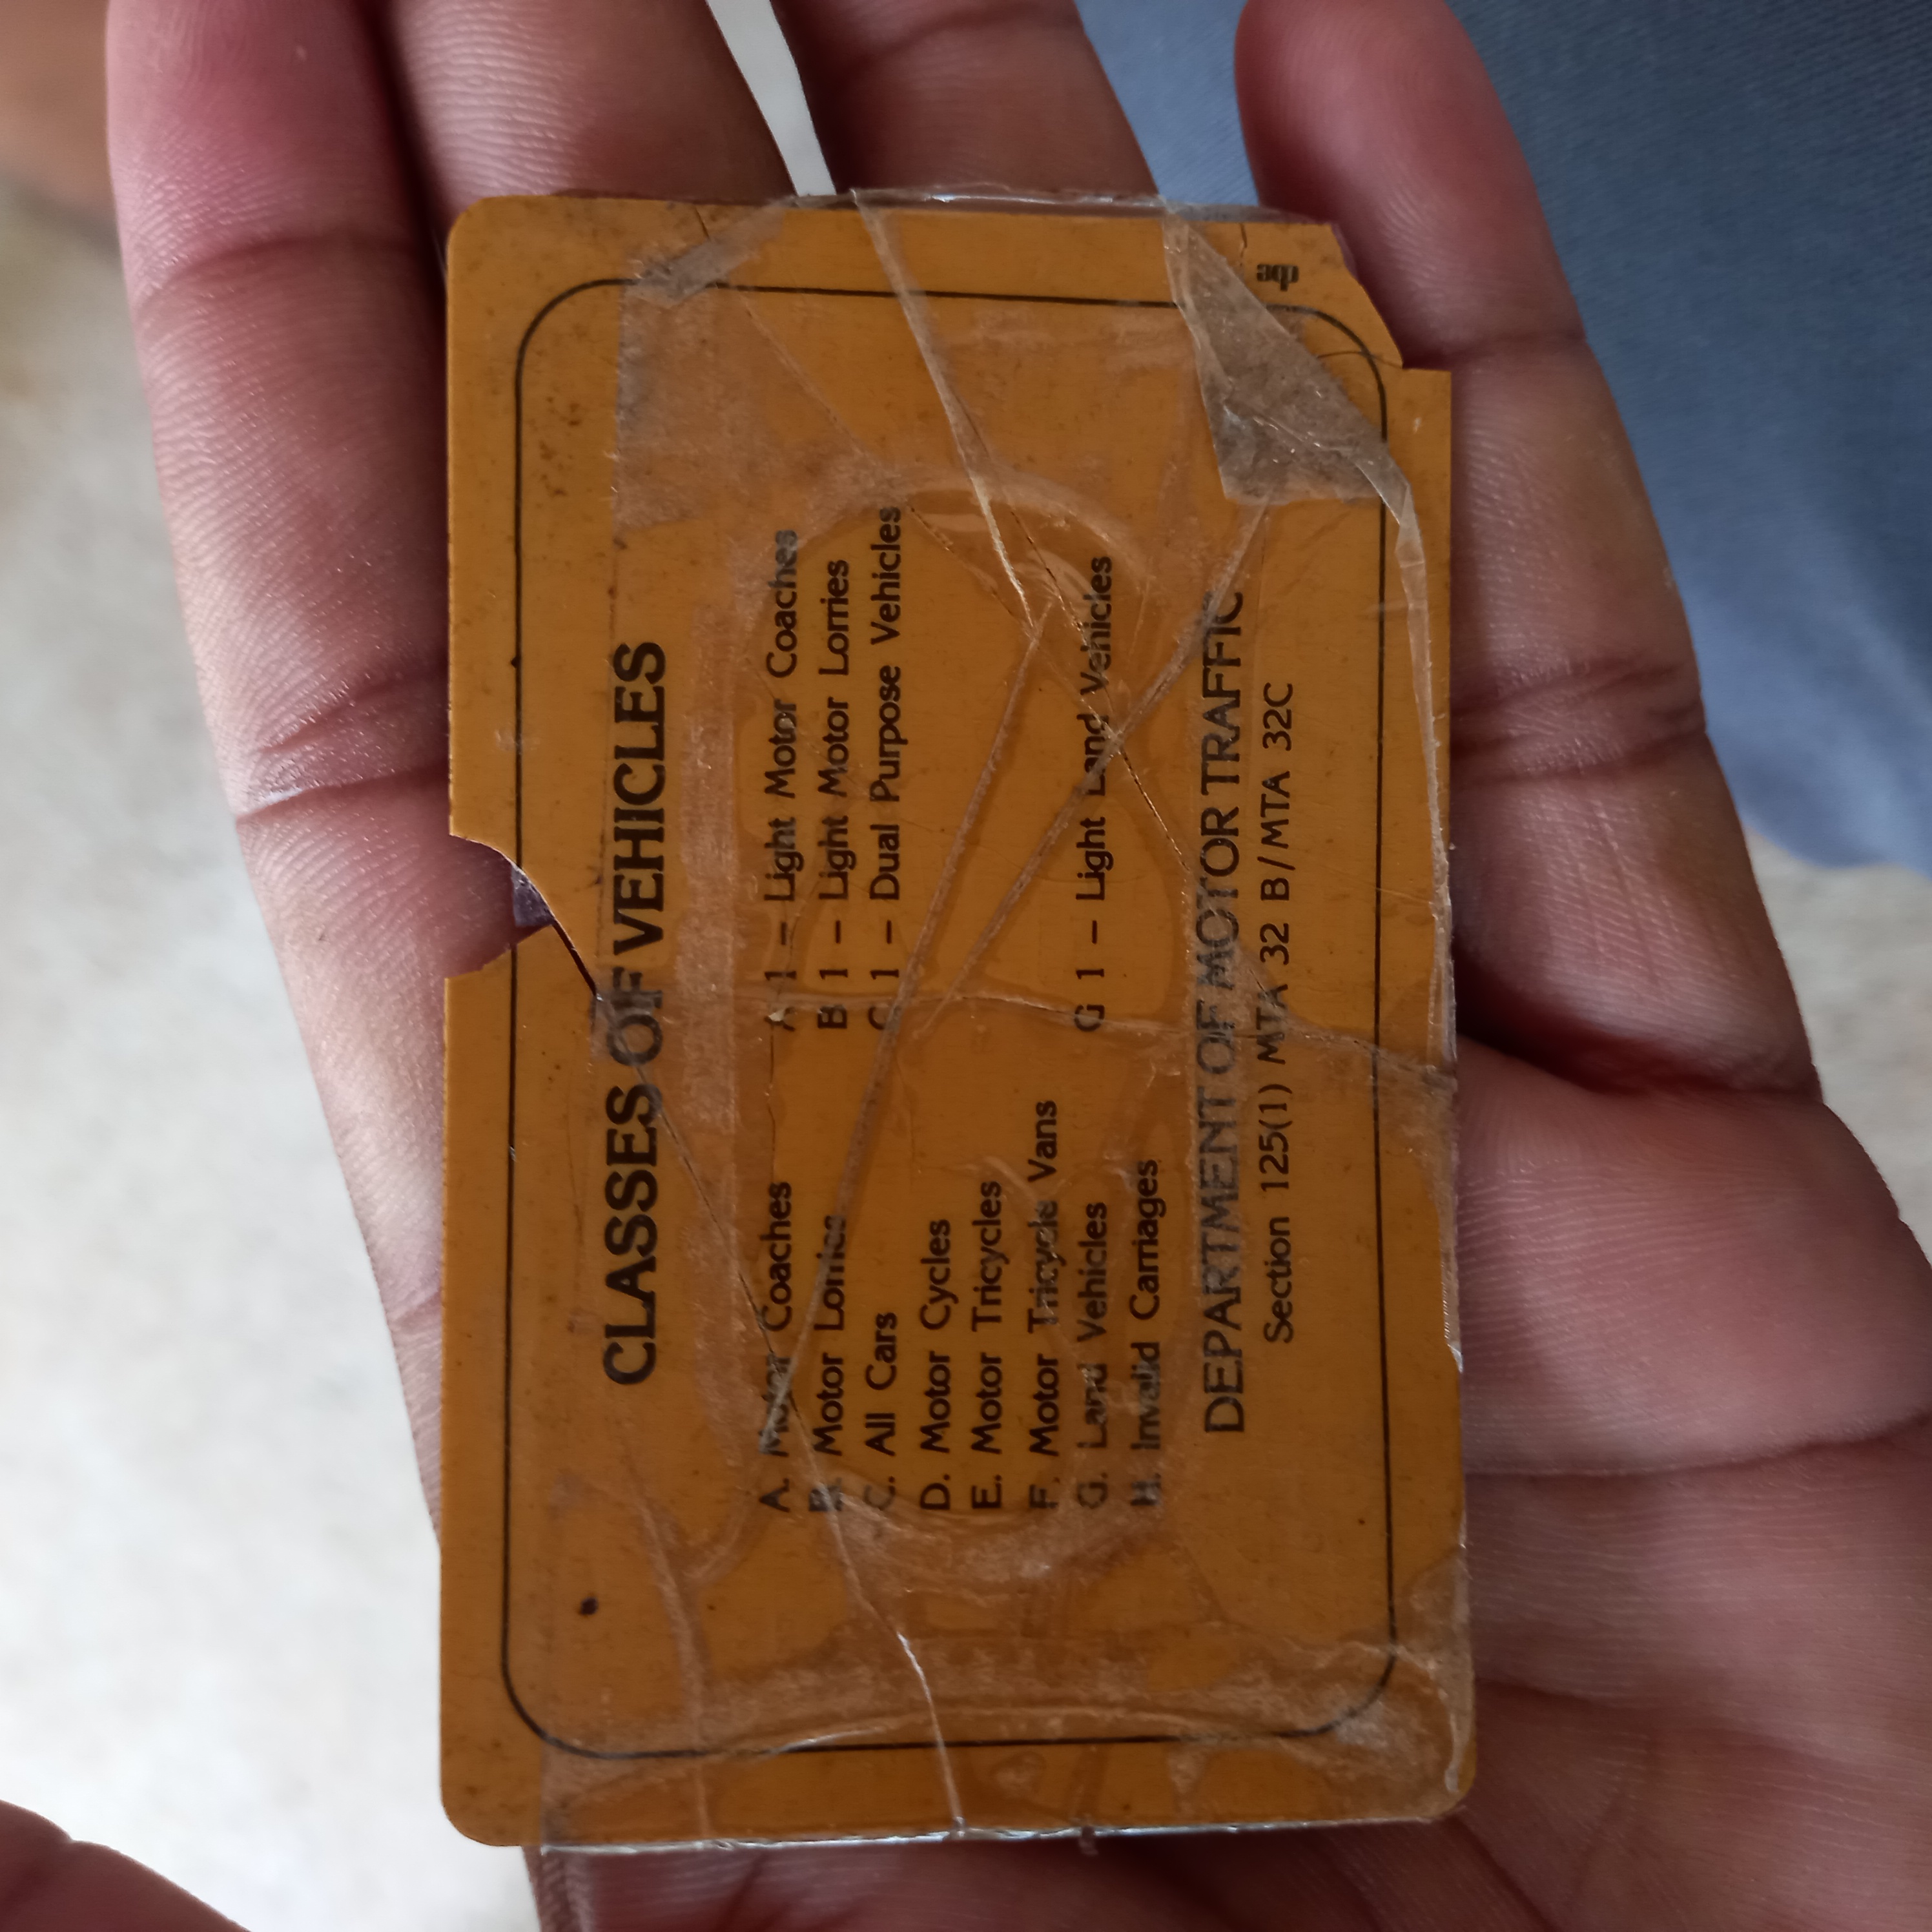 CLASSES OF VEHICLES
A. Motor Coaches A 1 – Light Motor Coaches
B. Motor Lorries B 1 – Light Motor Lorries
C. All Cars C 1 – Dual Purpose Vehicles
D. Motor Cycles
E. Motor Tricycles
F. Motor Tricycle Vans
G. Land Vehicles G 1 – Light Land Vehicles
H. Invalid Carriages
DEPARTMENT OF MOTOR TRAFFIC
Section 125(1) MTA 32 B/MTA 32C